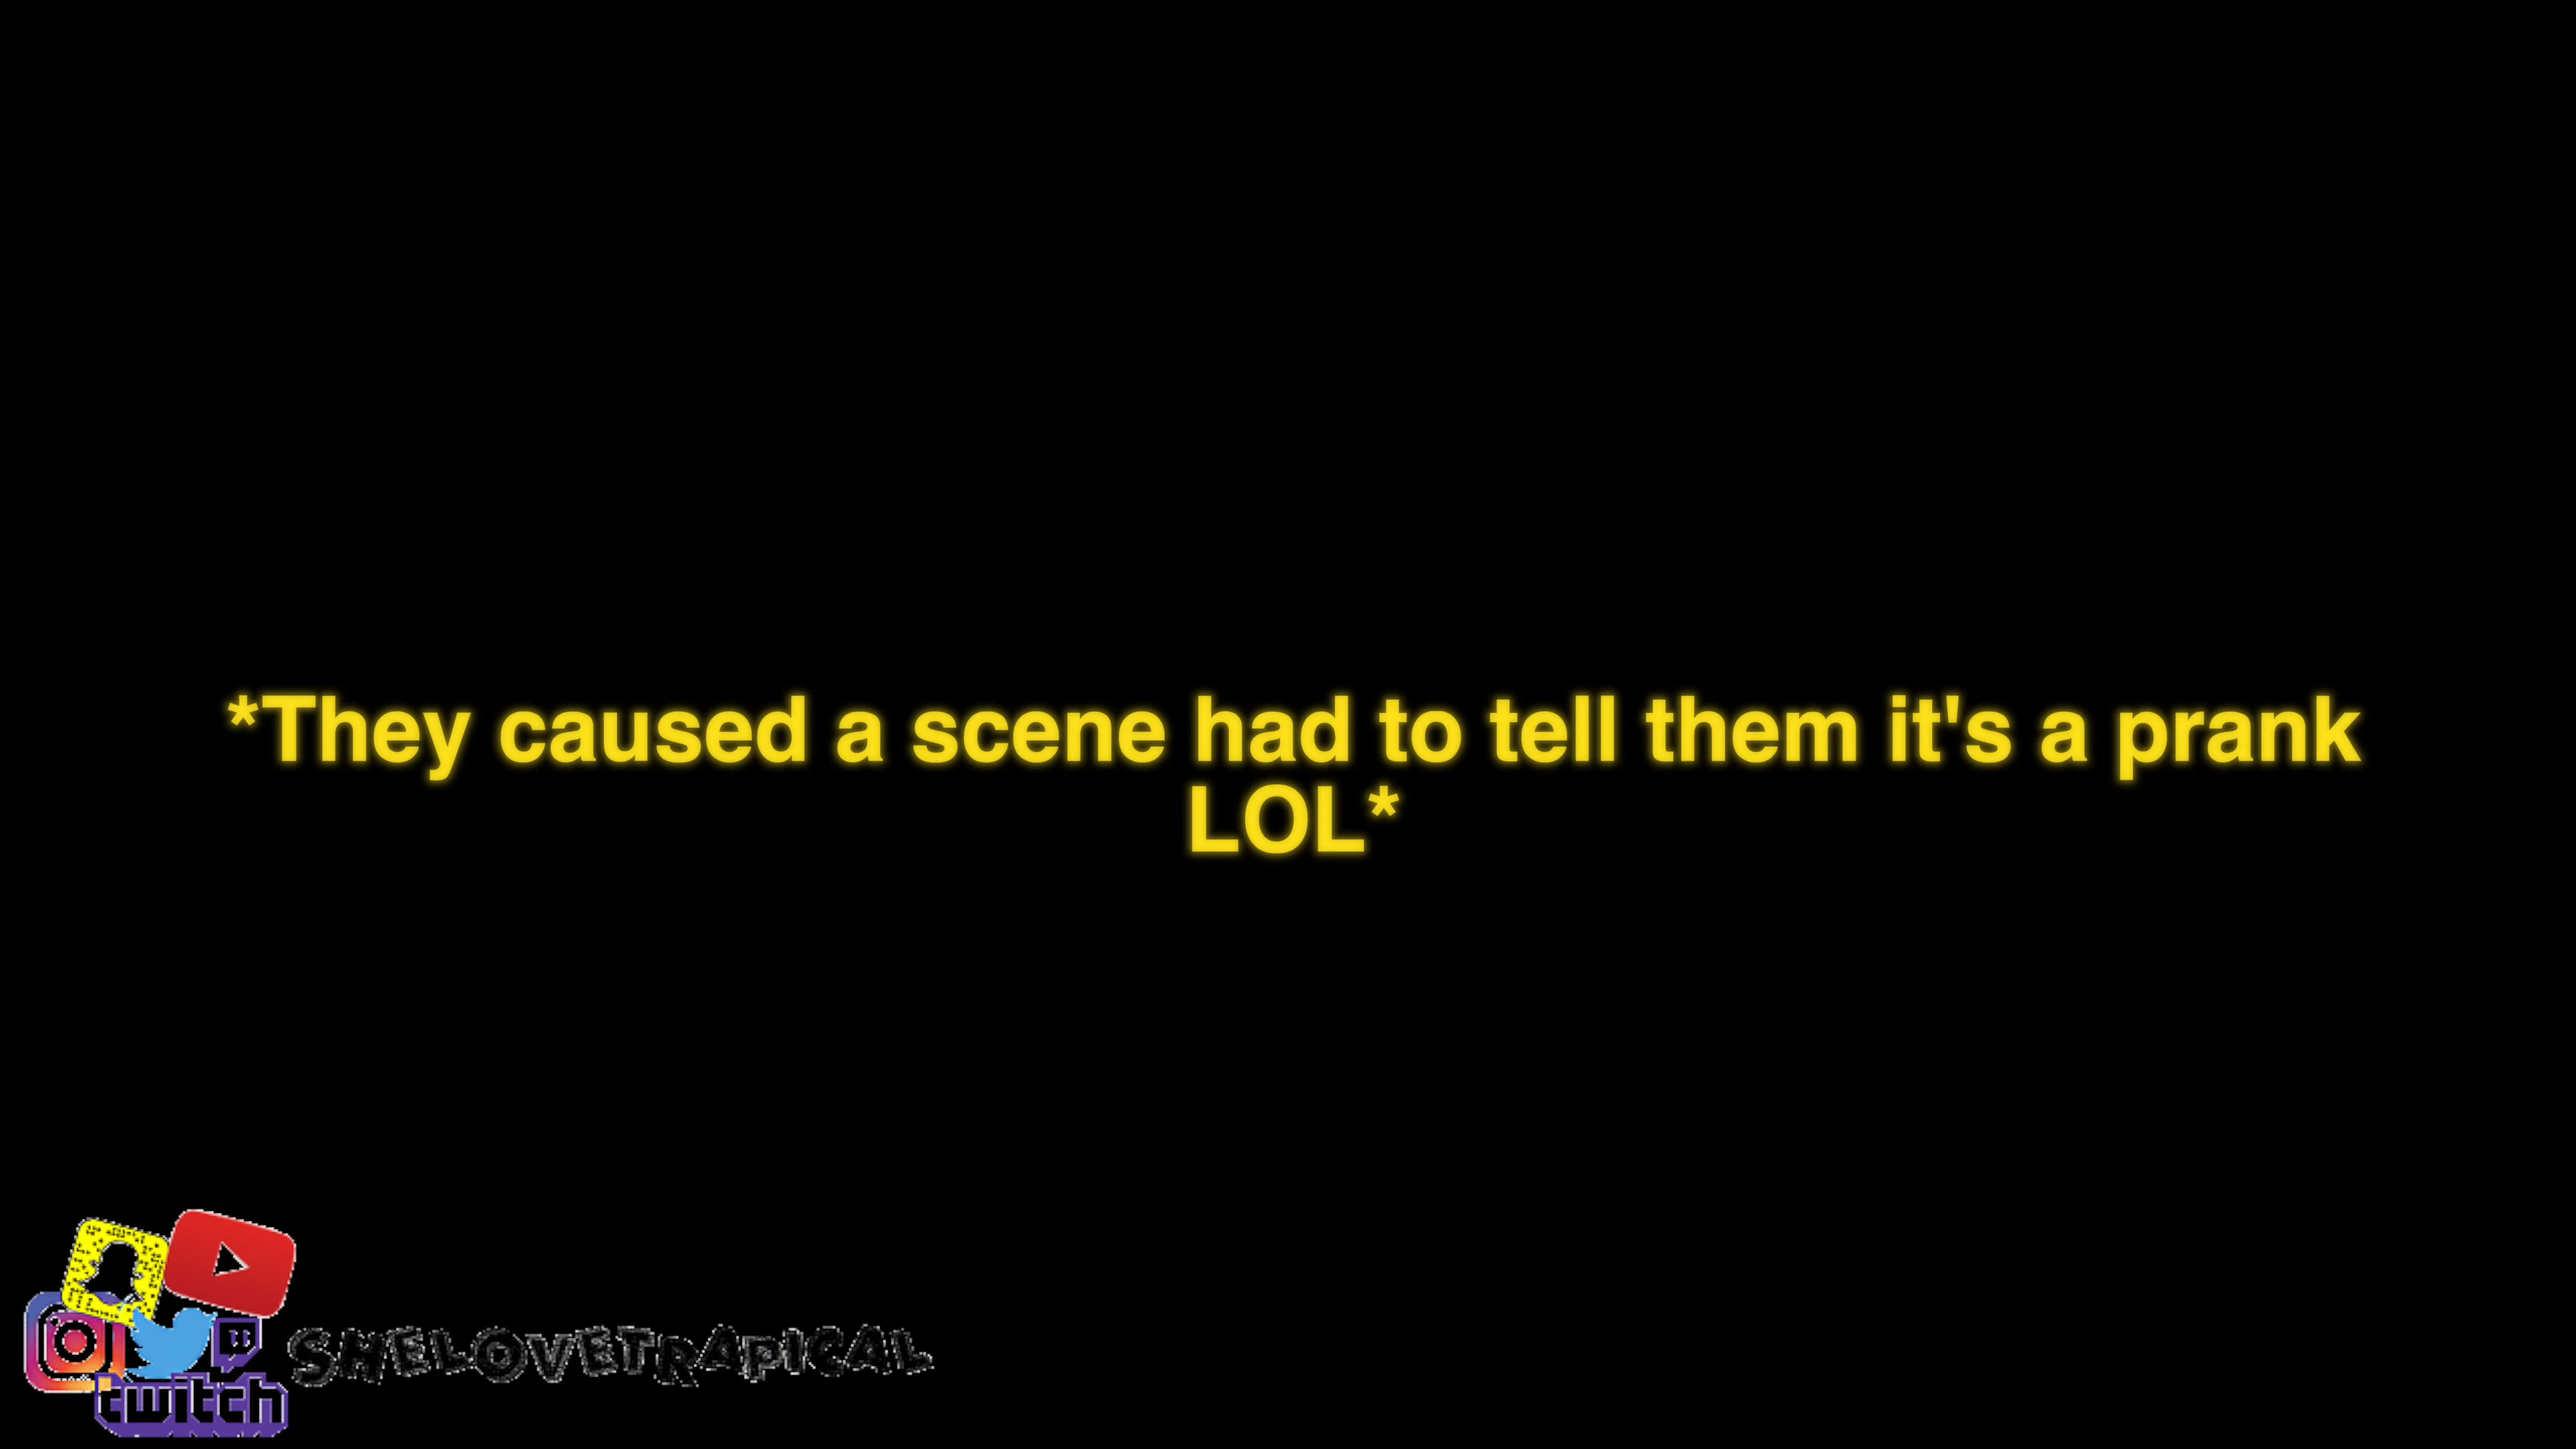 *They caused a scene had to tell them it's a prank
LOL*
SHELOVETRAPICAL
twitch